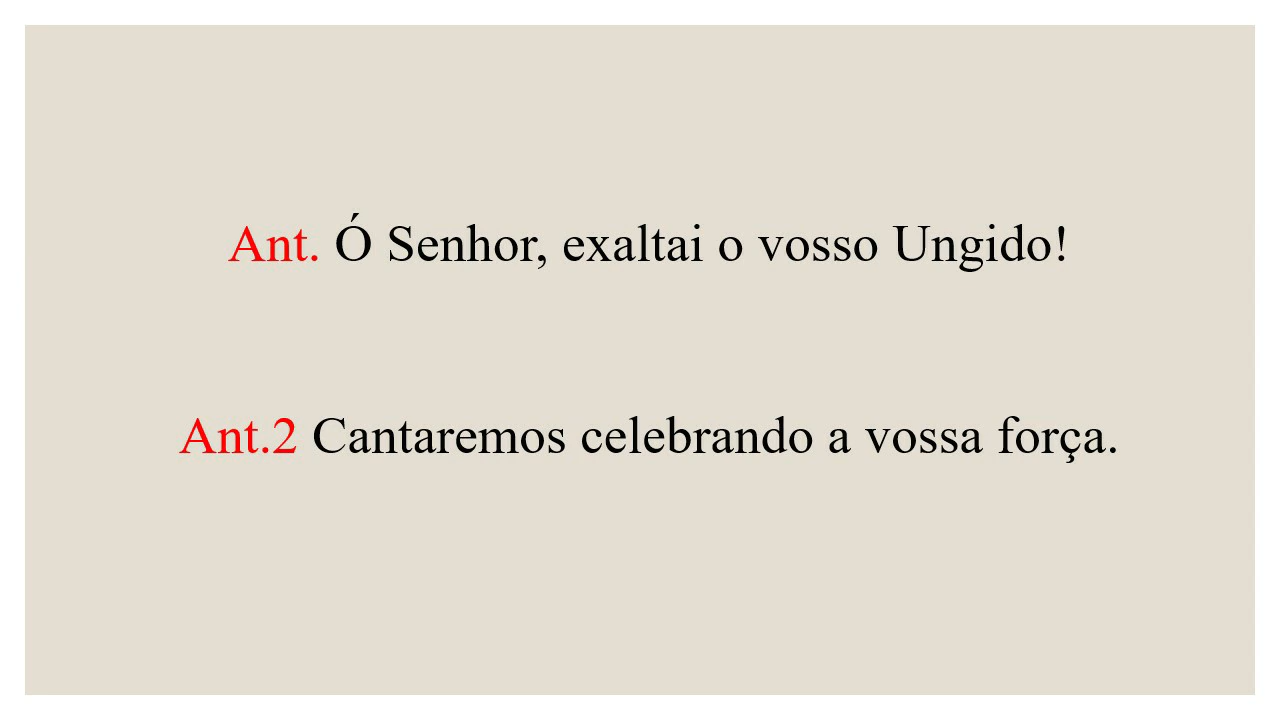 Ant. Ó Senhor, exaltai o vosso Ungido!
Ant.2 Cantaremos celebrando a vossa força.